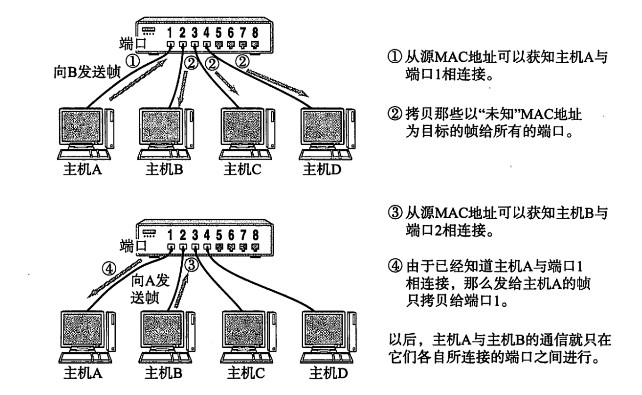 1 2 3 4 5 6 7 8
端口
①
②
②
②
向B发送帧
主机A
主机B
主机C
主机D
①从源MAC地址可以获知主机A与
端口1相连接。
②拷贝那些以“未知”MAC地址
为目标的帧给所有的端口。
1 2 3 4 5 6 7 8
端口
④
③
向A发
送帧
主机A
主机B
主机C
主机D
③从源MAC地址可以获知主机B与
端口2相连接。
④由于已经知道主机A与端口1
相连接，那么发给主机A的帧
只拷贝给端口1。
以后，主机A与主机B的通信就只在
它们各自所连接的端口之间进行。